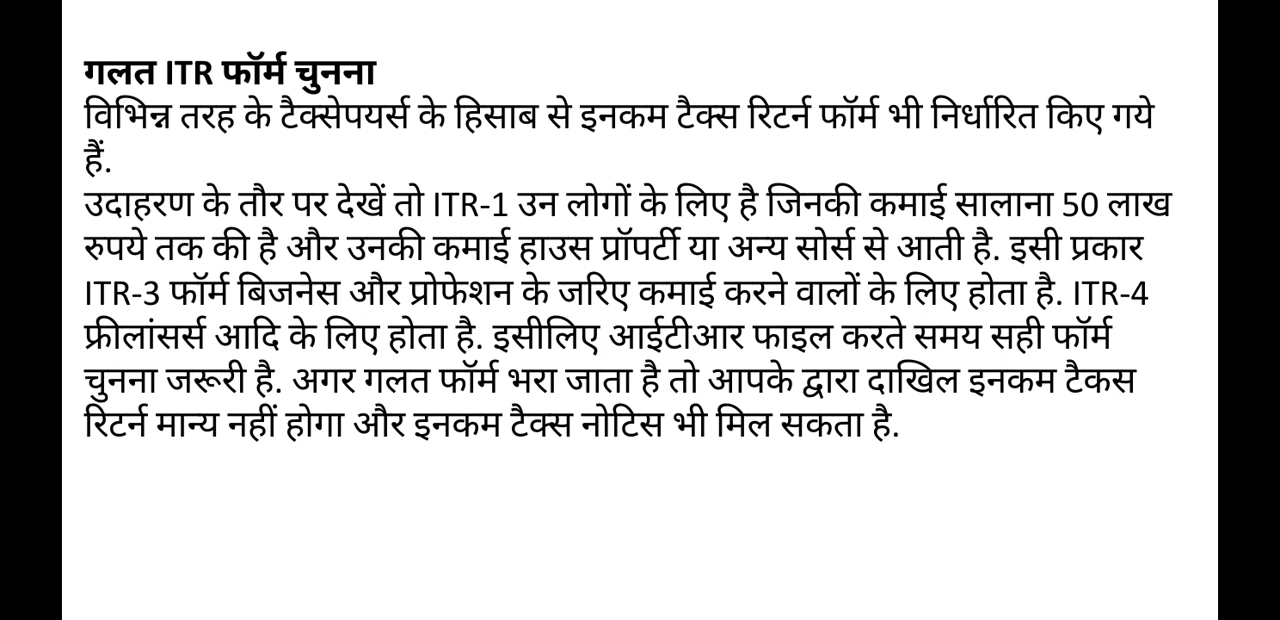 गलत ITR फॉर्म चुनना
विभिन्न तरह के टैक्सेपयर्स के हिसाब से इनकम टैक्स रिटर्न फॉर्म भी निर्धारित किए गये
हैं.
उदाहरण के तौर पर देखें तो ITR-1 उन लोगों के लिए है जिनकी कमाई सालाना 50 लाख
रुपये तक की है और उनकी कमाई हाउस प्रॉपर्टी या अन्य सोर्स से आती है. इसी प्रकार
ITR-3 फॉर्म बिजनेस और प्रोफेशन के जरिए कमाई करने वालों के लिए होता है. ITR-4
फ्रीलांसर्स आदि के लिए होता है. इसीलिए आईटीआर फाइल करते समय सही फॉर्म
चुनना जरूरी है. अगर गलत फॉर्म भरा जाता है तो आपके द्वारा दाखिल इनकम टैकस
रिटर्न मान्य नहीं होगा और इनकम टैक्स नोटिस भी मिल सकता है.